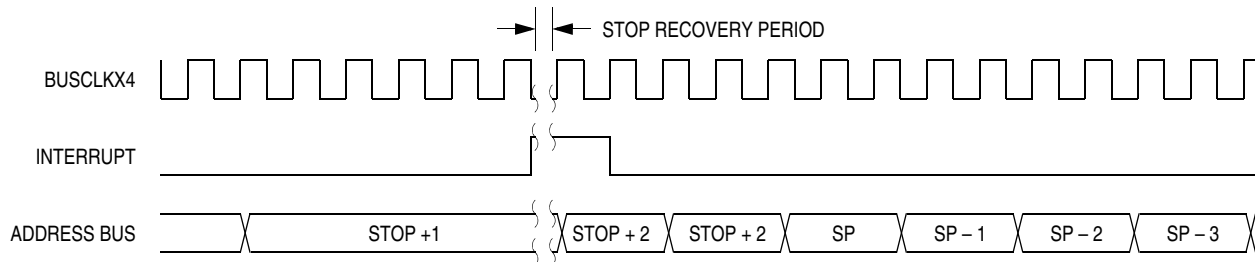 STOP RECOVERY PERIOD
BUSCLKX4
INTERRUPT
ADDRESS BUS STOP +1 STOP + 2 STOP + 2 SP SP – 1 SP – 2 SP – 3